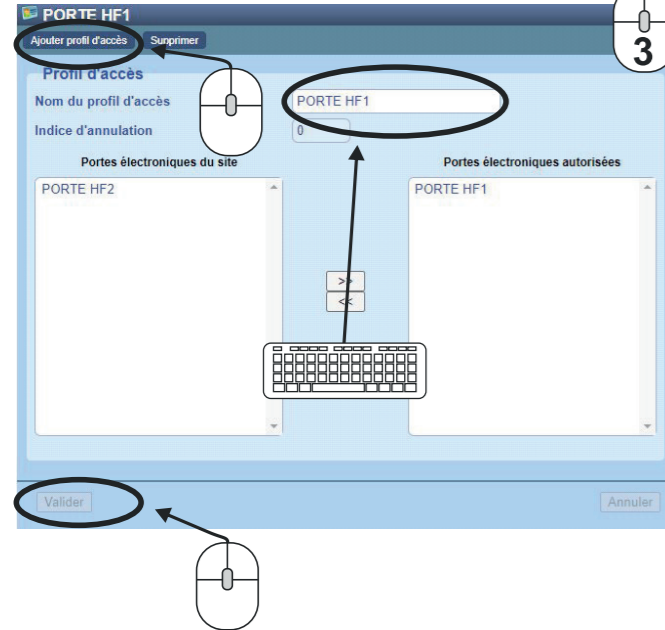 PORTE HF1
3
Ajouter profil d'accès Supprimer
Profil d'accès
Nom du profil d'accès PORTE HF1
Indice d'annulation 0
Portes électroniques du site Portes électroniques autorisées
PORTE HF2 PORTE HF1
>>
<<
Valider Annuler